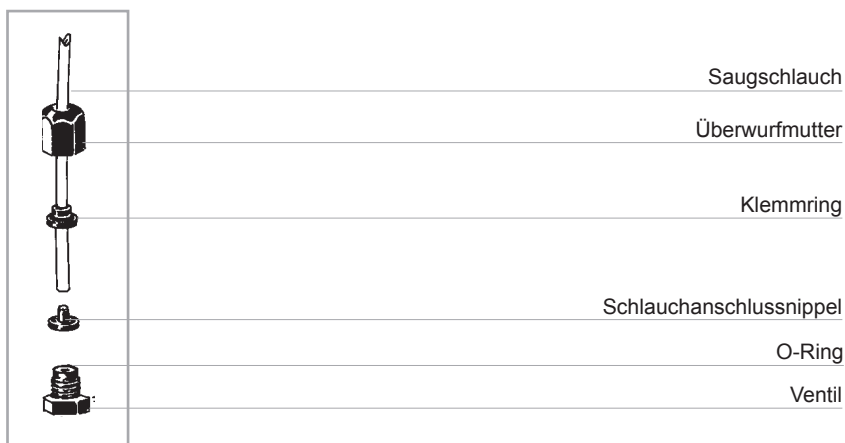 Saugschlauch
Überwurfmutter
Klemmring
Schlauchanschlussnippel
O-Ring
Ventil